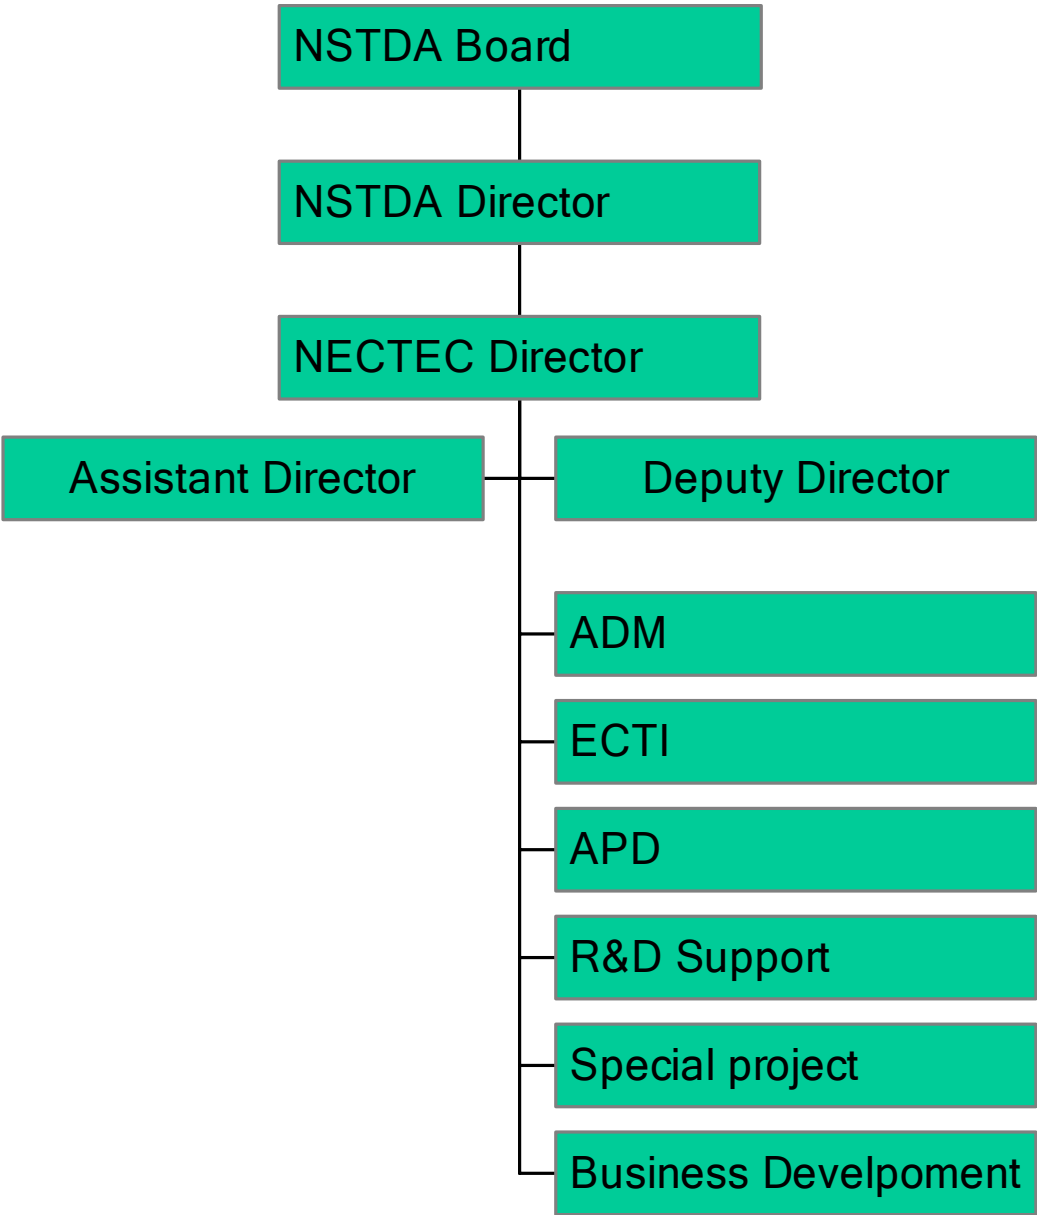 NSTDA Board
NSTDA Director
NECTEC Director
Assistant Director
Deputy Director
ADM
ECTI
APD
R&D Support
Special project
Business Develpoment